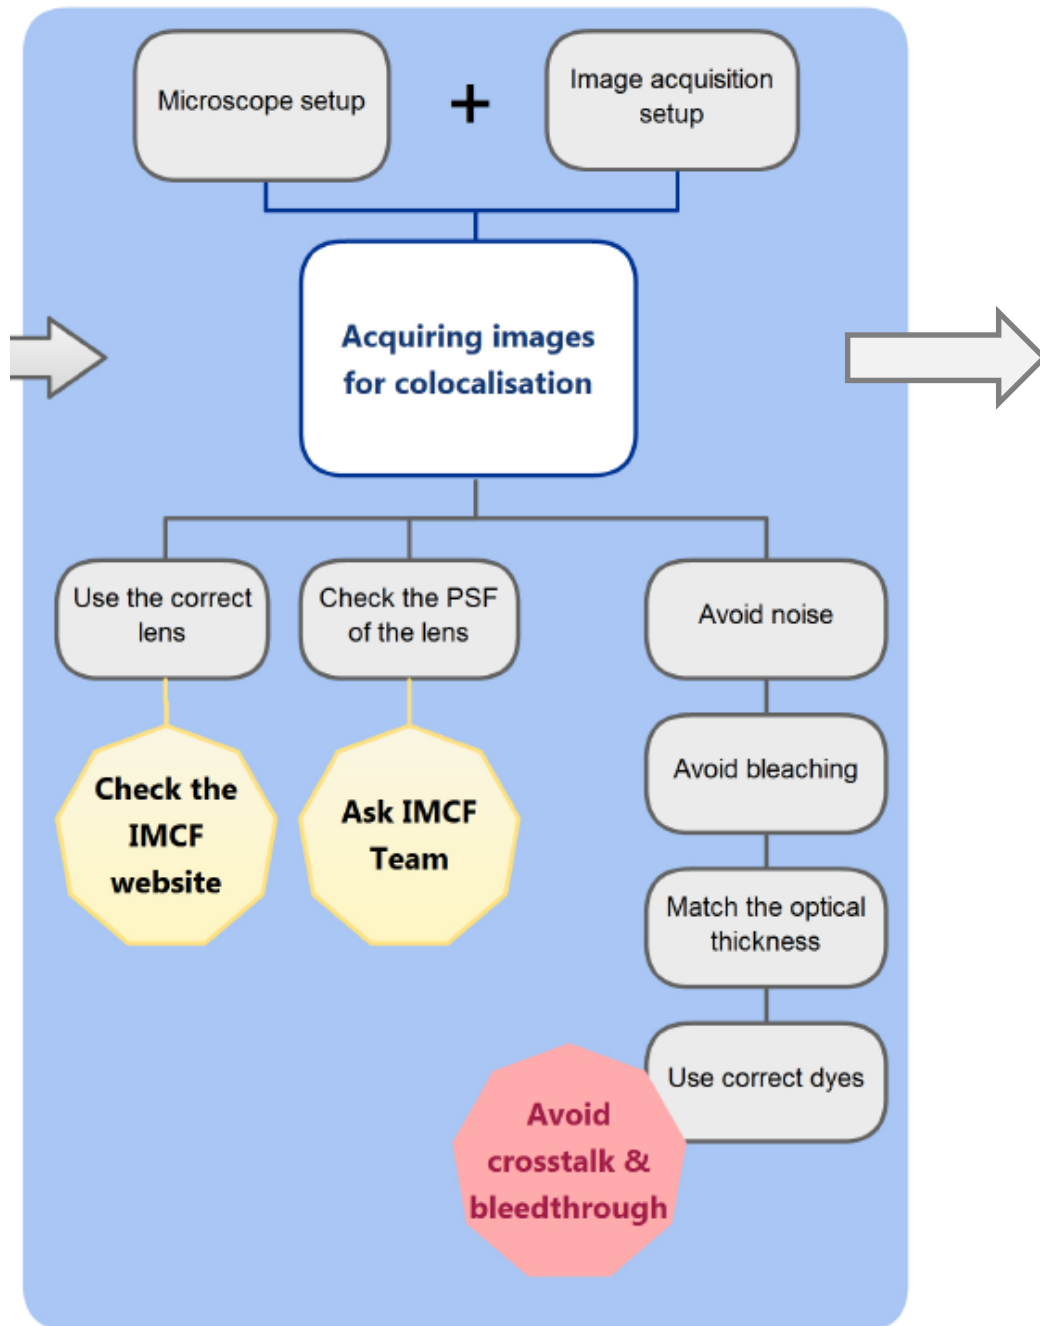 Microscope setup
+
Image acquisition
setup
Acquiring images
for colocalisation
Use the correct
lens
Check the PSF
of the lens
Avoid noise
Check the
IMCF
website
Ask IMCF
Team
Avoid bleaching
Match the optical
thickness
Use correct dyes
Avoid
crosstalk &
bleedthrough